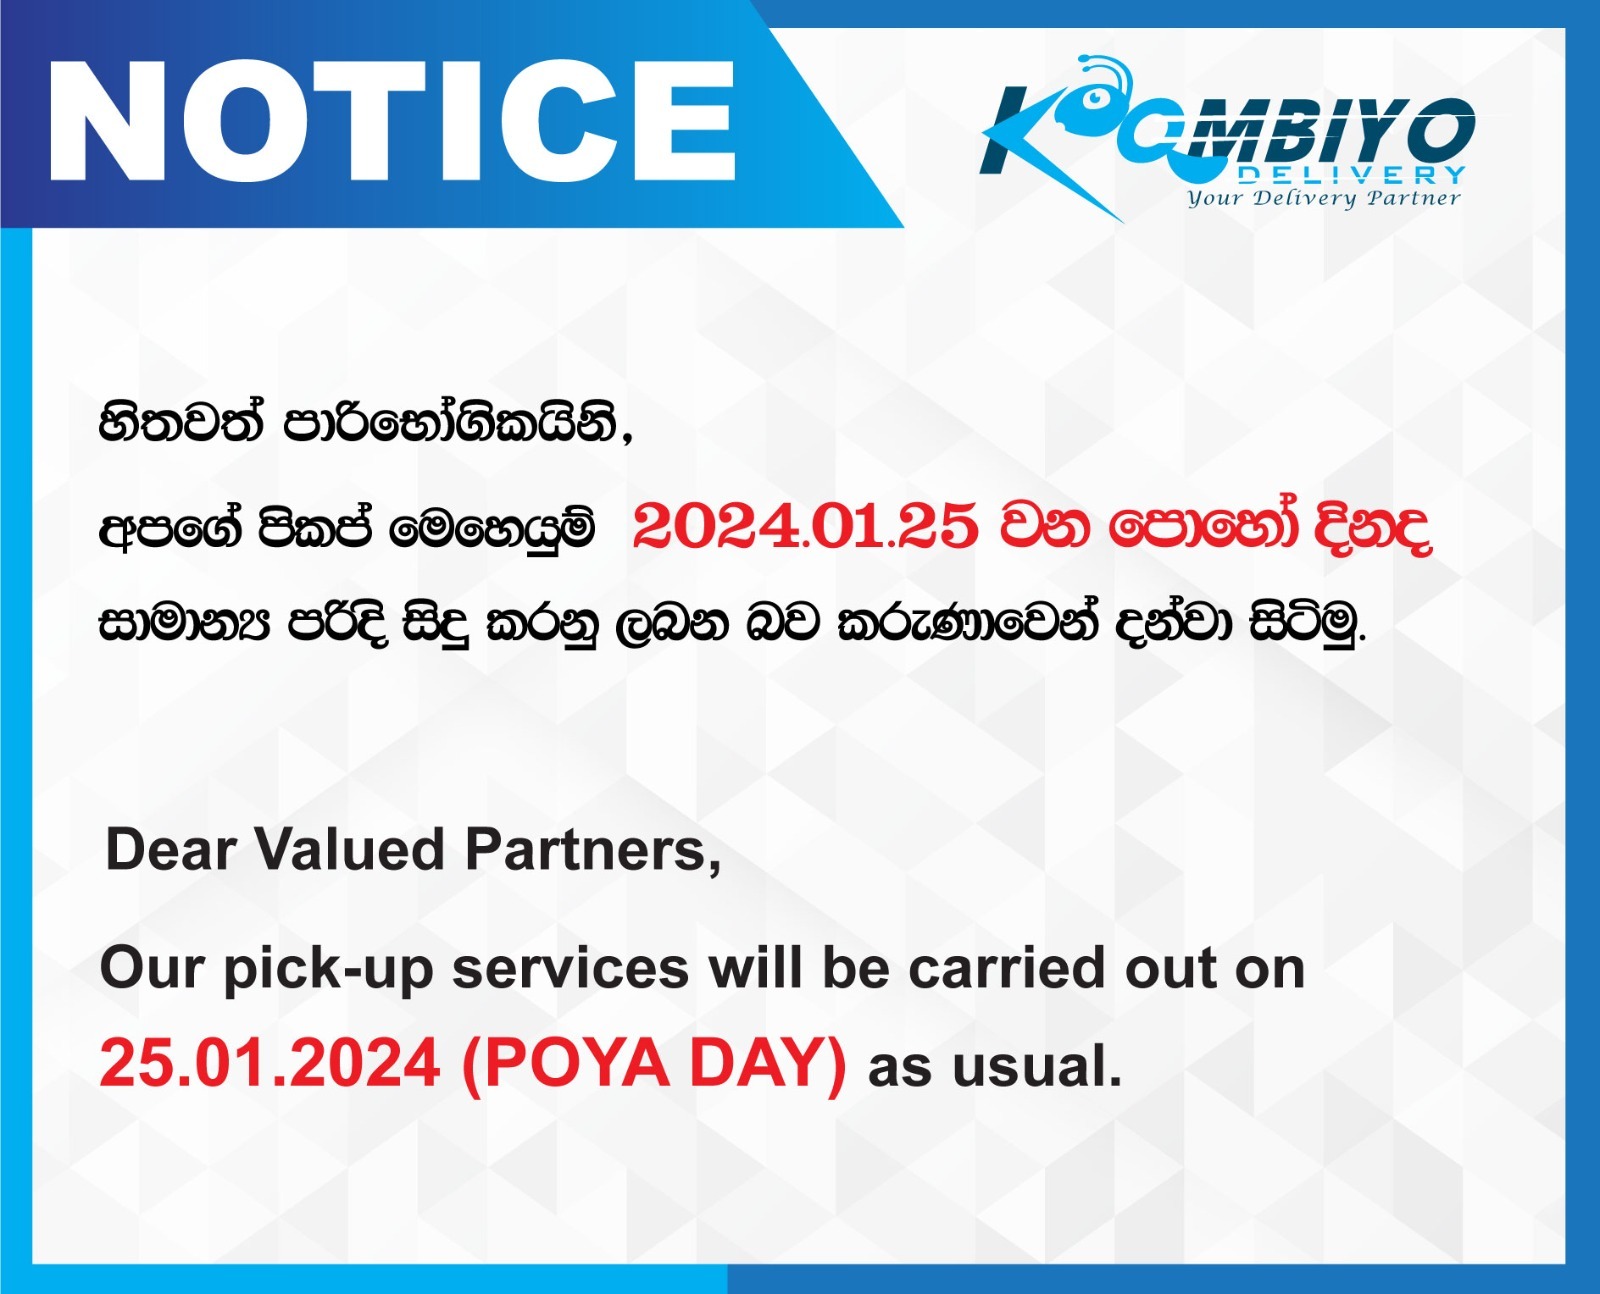 NOTICE
KOOMBIYO
DELIVERY
Your Delivery Partner
හිතවත් පාරිභෝගිකයිනි,
අපගේ පිකප් මෙහෙයුම් 2024.01.25 වන පොහෝ දිනද
සාමාන්‍ය පරිදි සිදු කරනු ලබන බව කරුණාවෙන් දන්වා සිටිමු.
Dear Valued Partners,
Our pick-up services will be carried out on
25.01.2024 (POYA DAY) as usual.